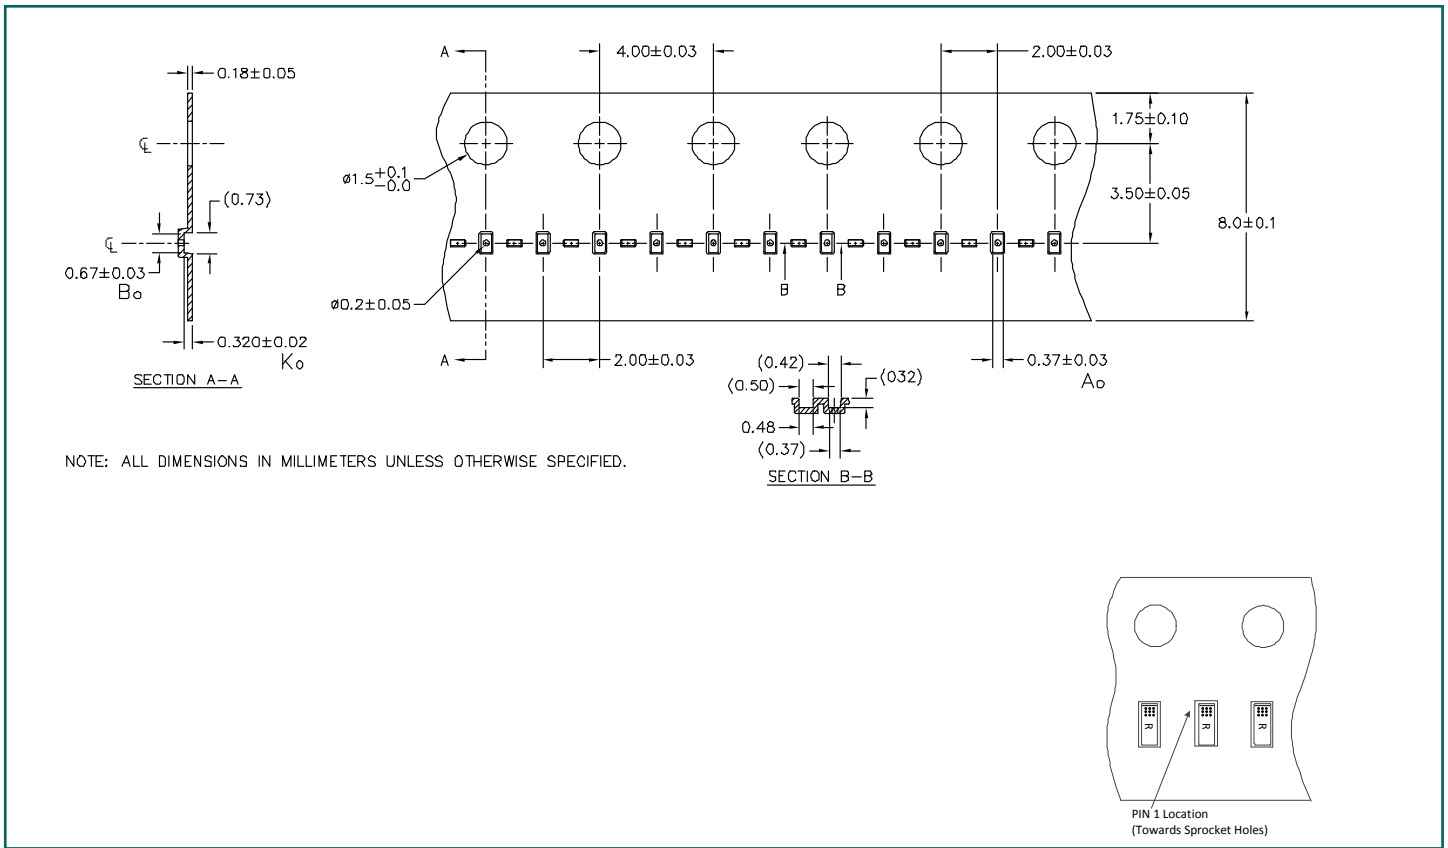 A
4.00±0.03
2.00±0.03
0.18±0.05
1.75±0.10
℄
ø1.5+0.1
-0.0
(0.73)
3.50±0.05
8.0±0.1
℄
0.67±0.03
Bo
ø0.2±0.05
B B
0.320±0.02
Ko
SECTION A-A
A
2.00±0.03
(0.42)
0.37±0.03
Ao
(0.50)
(032)
0.48
(0.37)
SECTION B-B
NOTE: ALL DIMENSIONS IN MILLIMETERS UNLESS OTHERWISE SPECIFIED.
R R R
PIN 1 Location
(Towards Sprocket Holes)